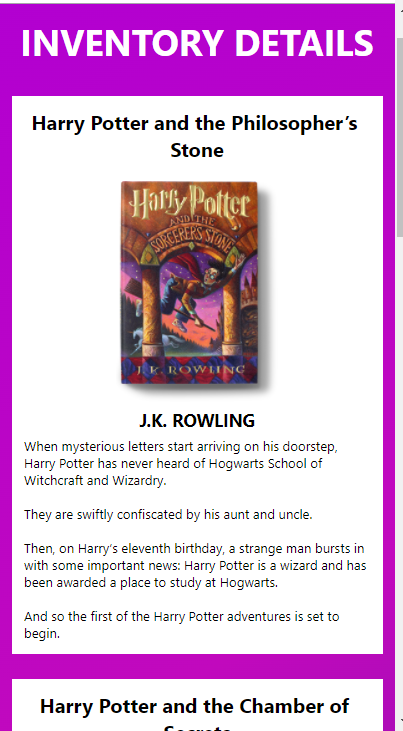 INVENTORY DETAILS
Harry Potter and the Philosopher’s
Stone
Harry Potter
AND THE
SORCERER'S STONE
J.K. ROWLING
J.K. ROWLING
When mysterious letters start arriving on his doorstep,
Harry Potter has never heard of Hogwarts School of
Witchcraft and Wizardry.
They are swiftly confiscated by his aunt and uncle.
Then, on Harry’s eleventh birthday, a strange man bursts in
with some important news: Harry Potter is a wizard and has
been awarded a place to study at Hogwarts.
And so the first of the Harry Potter adventures is set to
begin.
Harry Potter and the Chamber of
Secrets